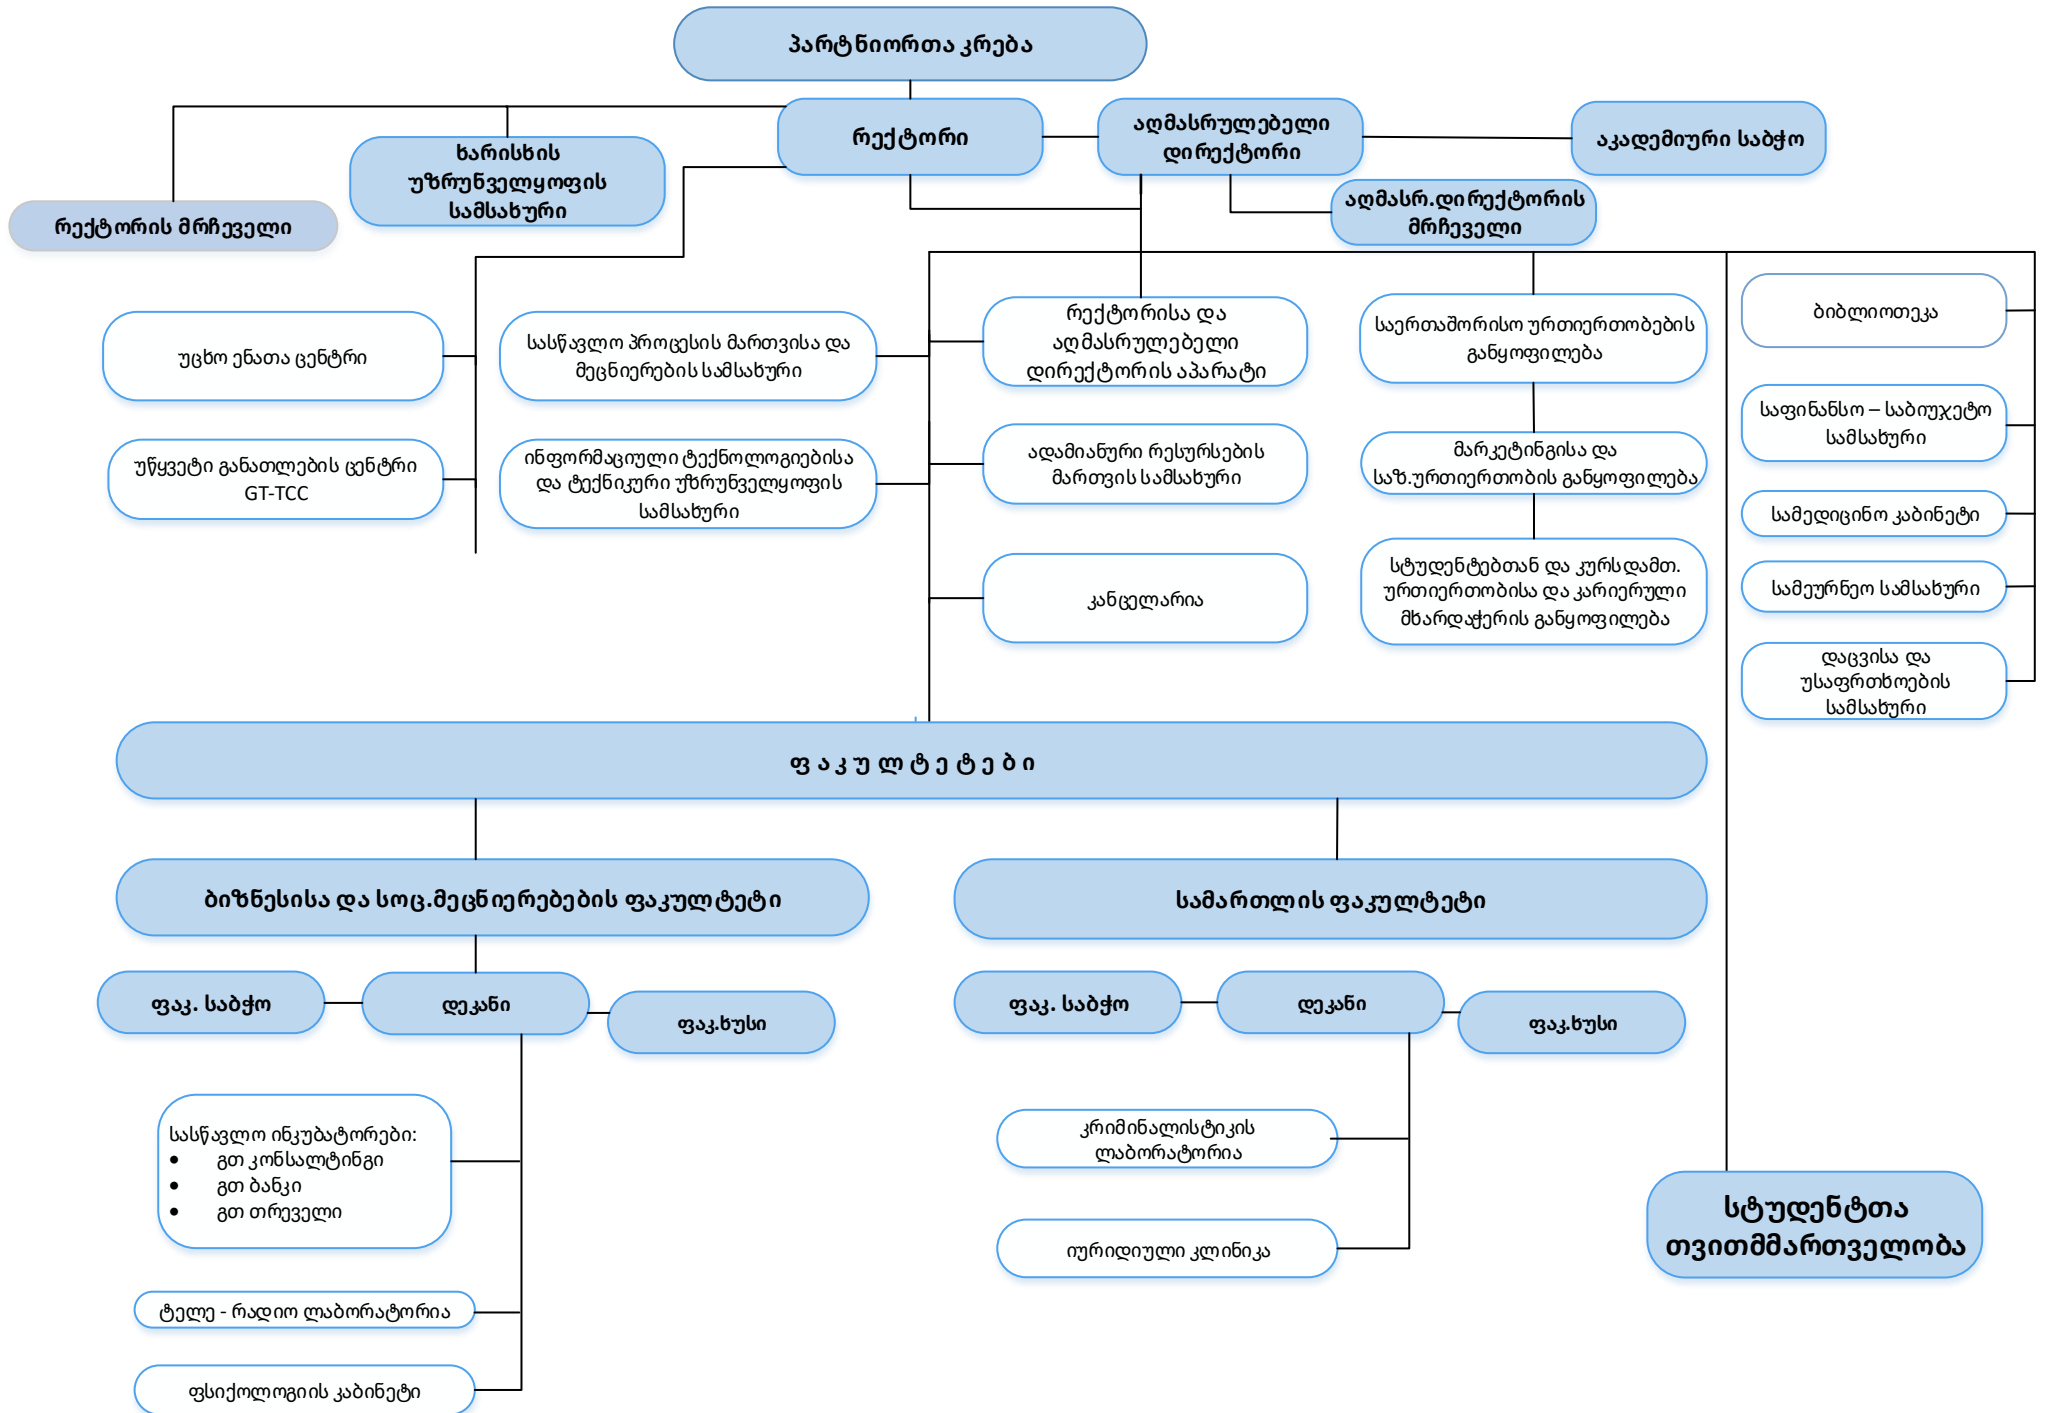 პარტნიორთა კრება
რექტორი
აღმასრულებელი
დირექტორი
აკადემიური საბჭო
ხარისხის
უზრუნველყოფის
სამსახური
რექტორის მრჩეველი
აღმასრ.დირექტორის
მრჩეველი
უცხო ენათა ცენტრი
სასწავლო პროცესის მართვისა და
მეცნიერების სამსახური
რექტორისა და
აღმასრულებელი
დირექტორის აპარატი
საერთაშორისო ურთიერთობების
განყოფილება
ბიბლიოთეკა
უწყვეტი განათლების ცენტრი
GT-TCC
ინფორმაციული ტექნოლოგიებისა
და ტექნიკური უზრუნველყოფის
სამსახური
ადამიანური რესურსების
მართვის სამსახური
მარკეტინგისა და
საზ.ურთიერთობის განყოფილება
საფინანსო – საბიუჯეტო
სამსახური
სამედიცინო კაბინეტი
კანცელარია
სტუდენტებთან და კურსდამთ.
ურთიერთობისა და კარიერული
მხარდაჭერის განყოფილება
სამეურნეო სამსახური
დაცვისა და
უსაფრთხოების
სამსახური
ფ ა კ უ ლ ტ ე ტ ე ბ ი
ბიზნესისა და სოც.მეცნიერებების ფაკულტეტი
სამართლის ფაკულტეტი
ფაკ. საბჭო
დეკანი
ფაკ.ხუსი
ფაკ. საბჭო
დეკანი
ფაკ.ხუსი
სასწავლო ინკუბატორები:
• გთ კონსალტინგი
• გთ ბანკი
• გთ თრეველი
ტელე - რადიო ლაბორატორია
ფსიქოლოგიის კაბინეტი
კრიმინალისტიკის
ლაბორატორია
იურიდიული კლინიკა
სტუდენტთა
თვითმმართველობა